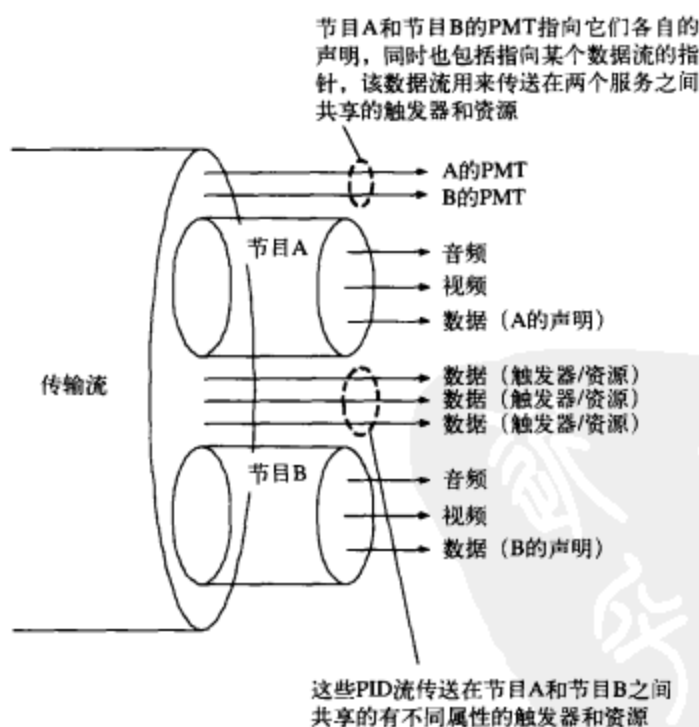 节目A和节目B的PMT指向它们各自的
声明，同时也包括指向某个数据流的指
针，该数据流用来传送在两个服务之间
共享的触发器和资源
A的PMT
B的PMT
节目A
音频
视频
数据（A的声明）
传输流
数据（触发器/资源）
数据（触发器/资源）
数据（触发器/资源）
节目B
音频
视频
数据（B的声明）
这些PID流传送在节目A和节目B之间
共享的有不同属性的触发器和资源